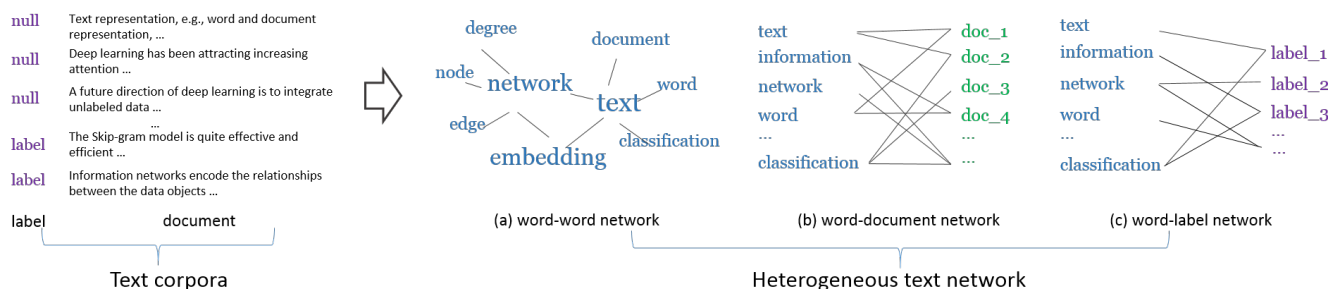 null
Text representation, e.g., word and document
representation, ...
null
Deep learning has been attracting increasing
attention ...
null
A future direction of deep learning is to integrate
unlabeled data ...
...
label
The Skip-gram model is quite effective and
efficient ...
label
Information networks encode the relationships
between the data objects ...
label
document
Text corpora
degree
document
node
network
word
text
edge
classification
embedding
(a) word-word network
text
information
network
word
...
classification
doc_1
doc_2
doc_3
doc_4
...
...
(b) word-document network
text
information
network
word
...
classification
label_1
label_2
label_3
...
...
(c) word-label network
Heterogeneous text network